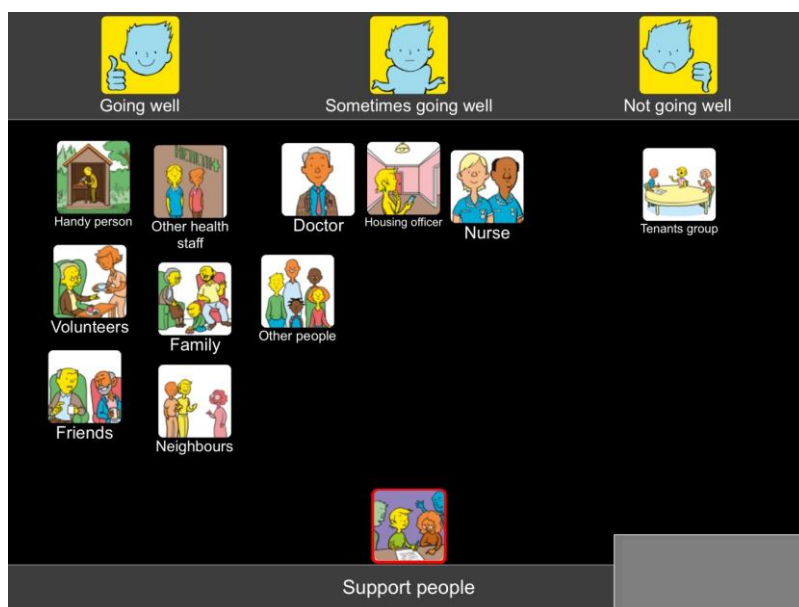 Going well
Sometimes going well
Not going well
HEALTH
Handy person
Other health
staff
Doctor
Housing officer
Nurse
Tenants group
Volunteers
Family
Other people
Friends
Neighbours
Support people